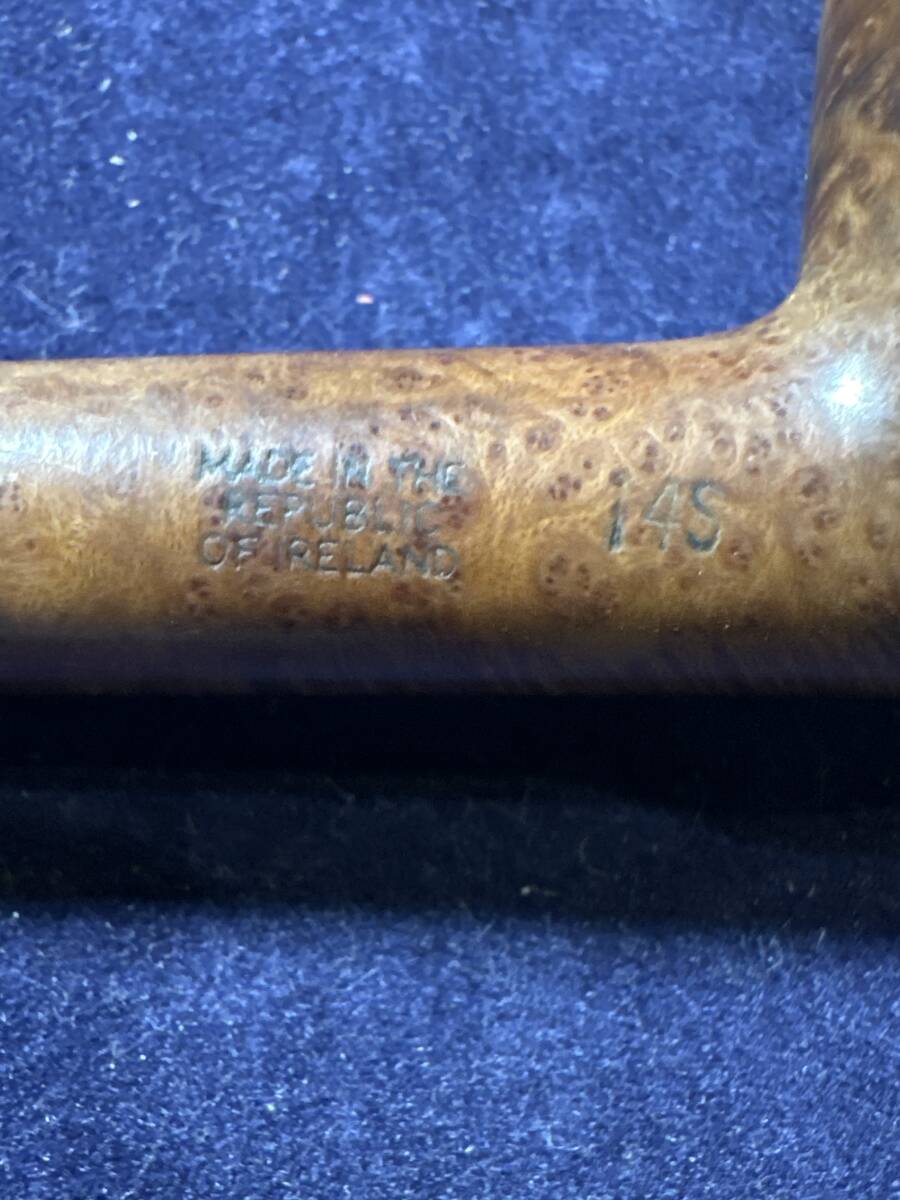 MADE IN THE
REPUBLIC
OF IRELAND
14S